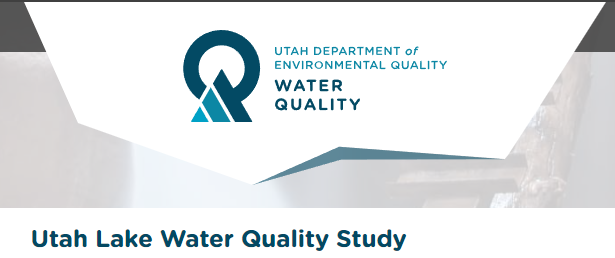 UTAH DEPARTMENT of
ENVIRONMENTAL QUALITY
WATER
QUALITY
Utah Lake Water Quality Study